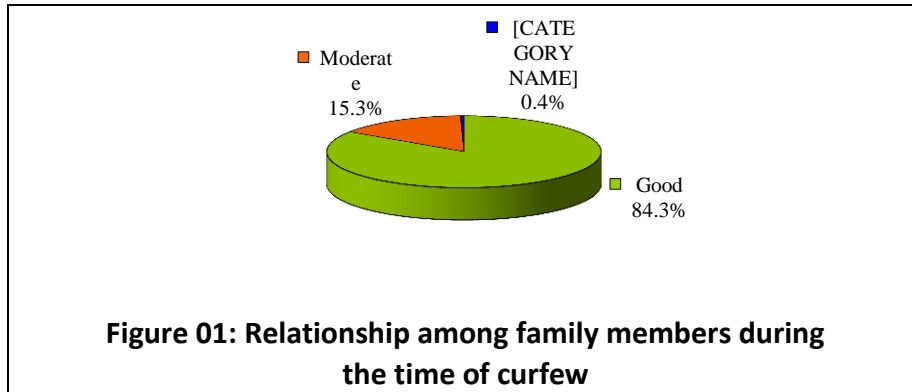 [CATE
GORY
NAME]
0.4%
Moderat
e
15.3%
Good
84.3%
Figure 01: Relationship among family members during
the time of curfew